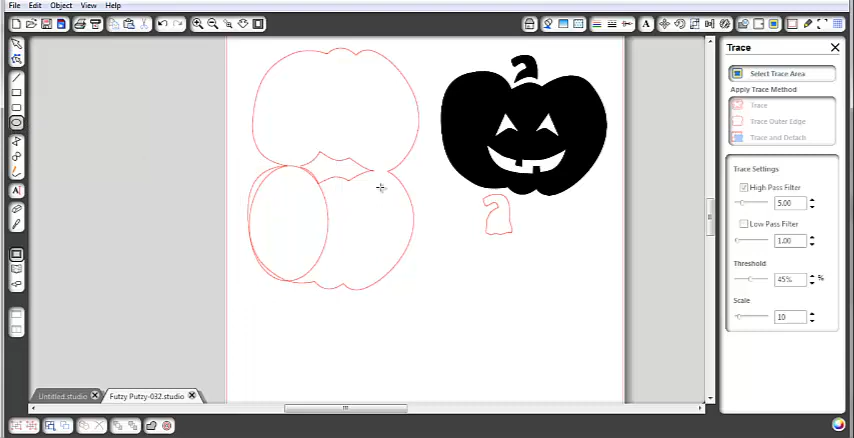 File Edit Object View Help
A
Trace
Select Trace Area
Apply Trace Method
Trace
Trace Outer Edge
Trace and Detach
Trace Settings
High Pass Filter
5.00
Low Pass Filter
1.00
Threshold
45% %
Scale
10
A
Untitled.studio
Futzy Putzy-032.studio